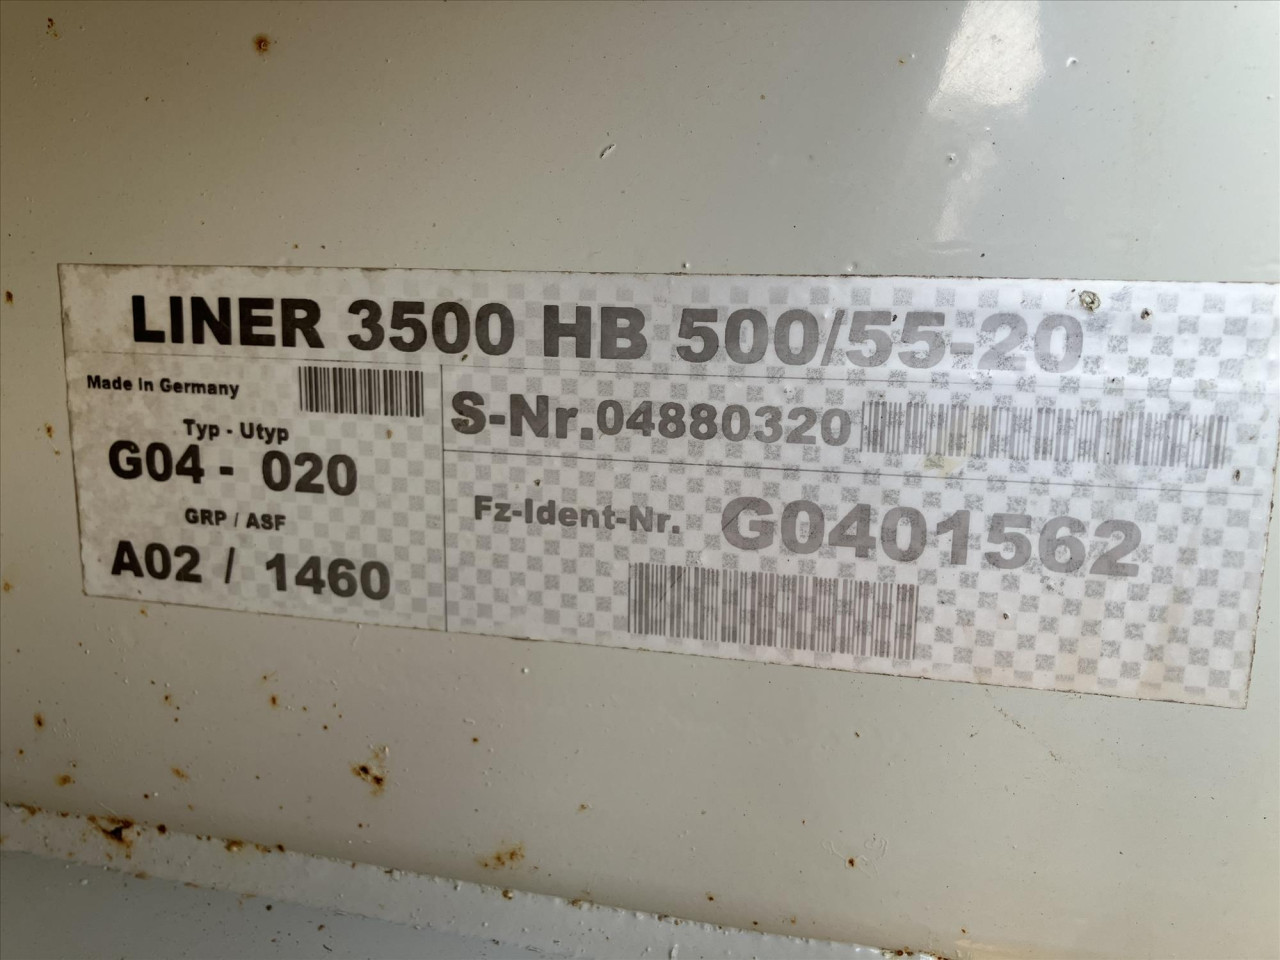 LINER 3500 HB 500/55-20
Made In Germany
Typ - Utyp
G04 - 020
GRP / ASF
A02 / 1460
S-Nr.04880320
Fz-Ident-Nr. G0401562